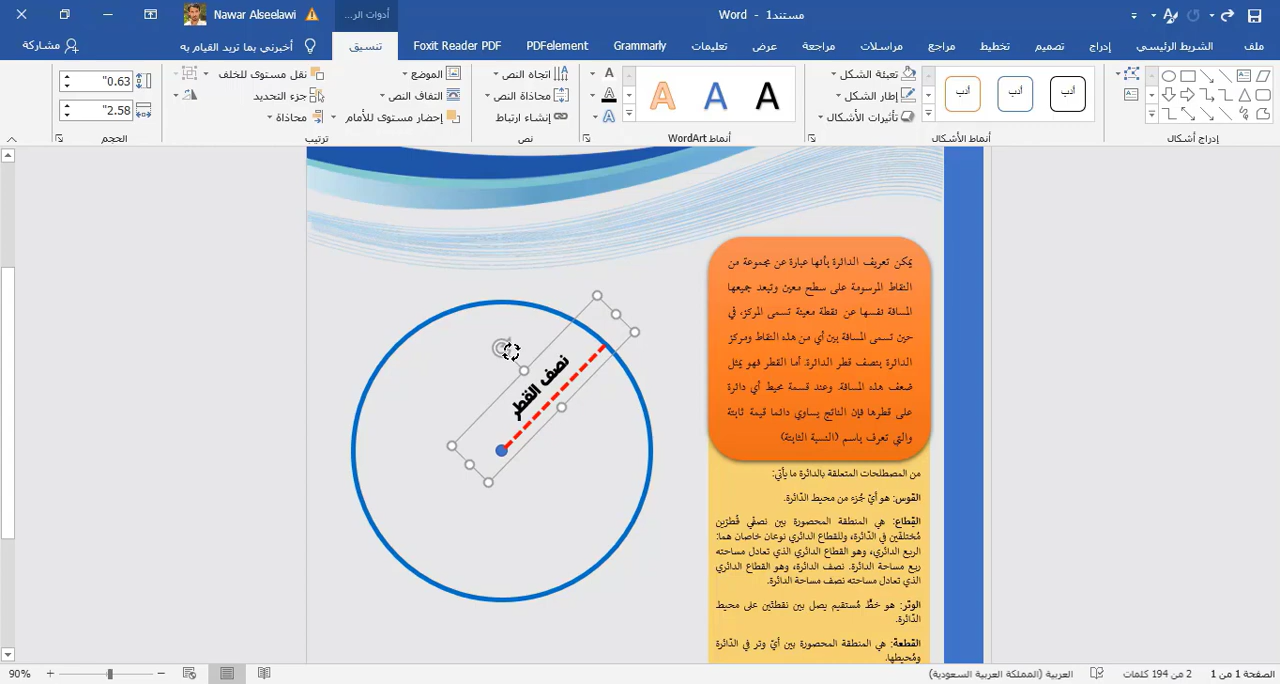 مستند1 - Word
أدوات الر...
Nawar Alseelawi
ملف
الشريط الرئيسي
إدراج
تصميم
تخطيط
مراجع
مراسلات
مراجعة
عرض
تعليمات
Grammarly
PDFelement
Foxit Reader PDF
تنسيق
أخبرني بما تريد القيام به
مشاركة
أدب
أدب
أدب
تعبئة الشكل
إطار الشكل
تأثيرات الأشكال
اتجاه النص
محاذاة النص
إنشاء ارتباط
الموضع
التفاف النص
إحضار مستوى للأمام
نقل مستوى للخلف
جزء التحديد
محاذاة
0.63"
2.58"
إدراج أشكال
أنماط الأشكال
أنماط WordArt
نص
ترتيب
الحجم
يمكن تعريف الدائرة بأنها عبارة عن مجموعة من
النقاط المرسومة على سطح معين وتبعد جميعها
المسافة نفسها عن نقطة معينة تسمى المركز، في
حين تسمى المسافة بين أي من هذه النقاط ومركز
الدائرة بنصف قطر الدائرة. أما القطر فهو يمثل
ضعف هذه المسافة. وعند قسمة محيط أي دائرة
على قطرها فإن الناتج يساوي دائما قيمة ثابتة
والتي تعرف باسم (النسبة الثابتة)
من المصطلحات المتعلقة بالدائرة ما يأتي:
القوس: هو أيّ جُزء من محيط الدّائرة.
القِطاع: هي المنطقة المحصورة بين نصفَي قُطرَين
مُختلفَين في الدّائرة، وللقطاع الدائري نوعان خاصان هما:
الربع الدائري، وهو القطاع الذي تعادل مساحته
ربع مساحة الدائرة. نصف الدائرة، وهو القطاع الدائري
الذي تعادل مساحته نصف مساحة الدائرة.
الوتَر: هو خطٌّ مُستقيم يصل بين نقطتَين على محيط
الدّائرة.
القطعة: هي المنطقة المحصورة بين أيّ وتر في الدّائرة
ومُحيطها.
نصف القطر
الصفحة 1 من 1
2 من 194 كلمات
العربية (المملكة العربية السعودية)
90%